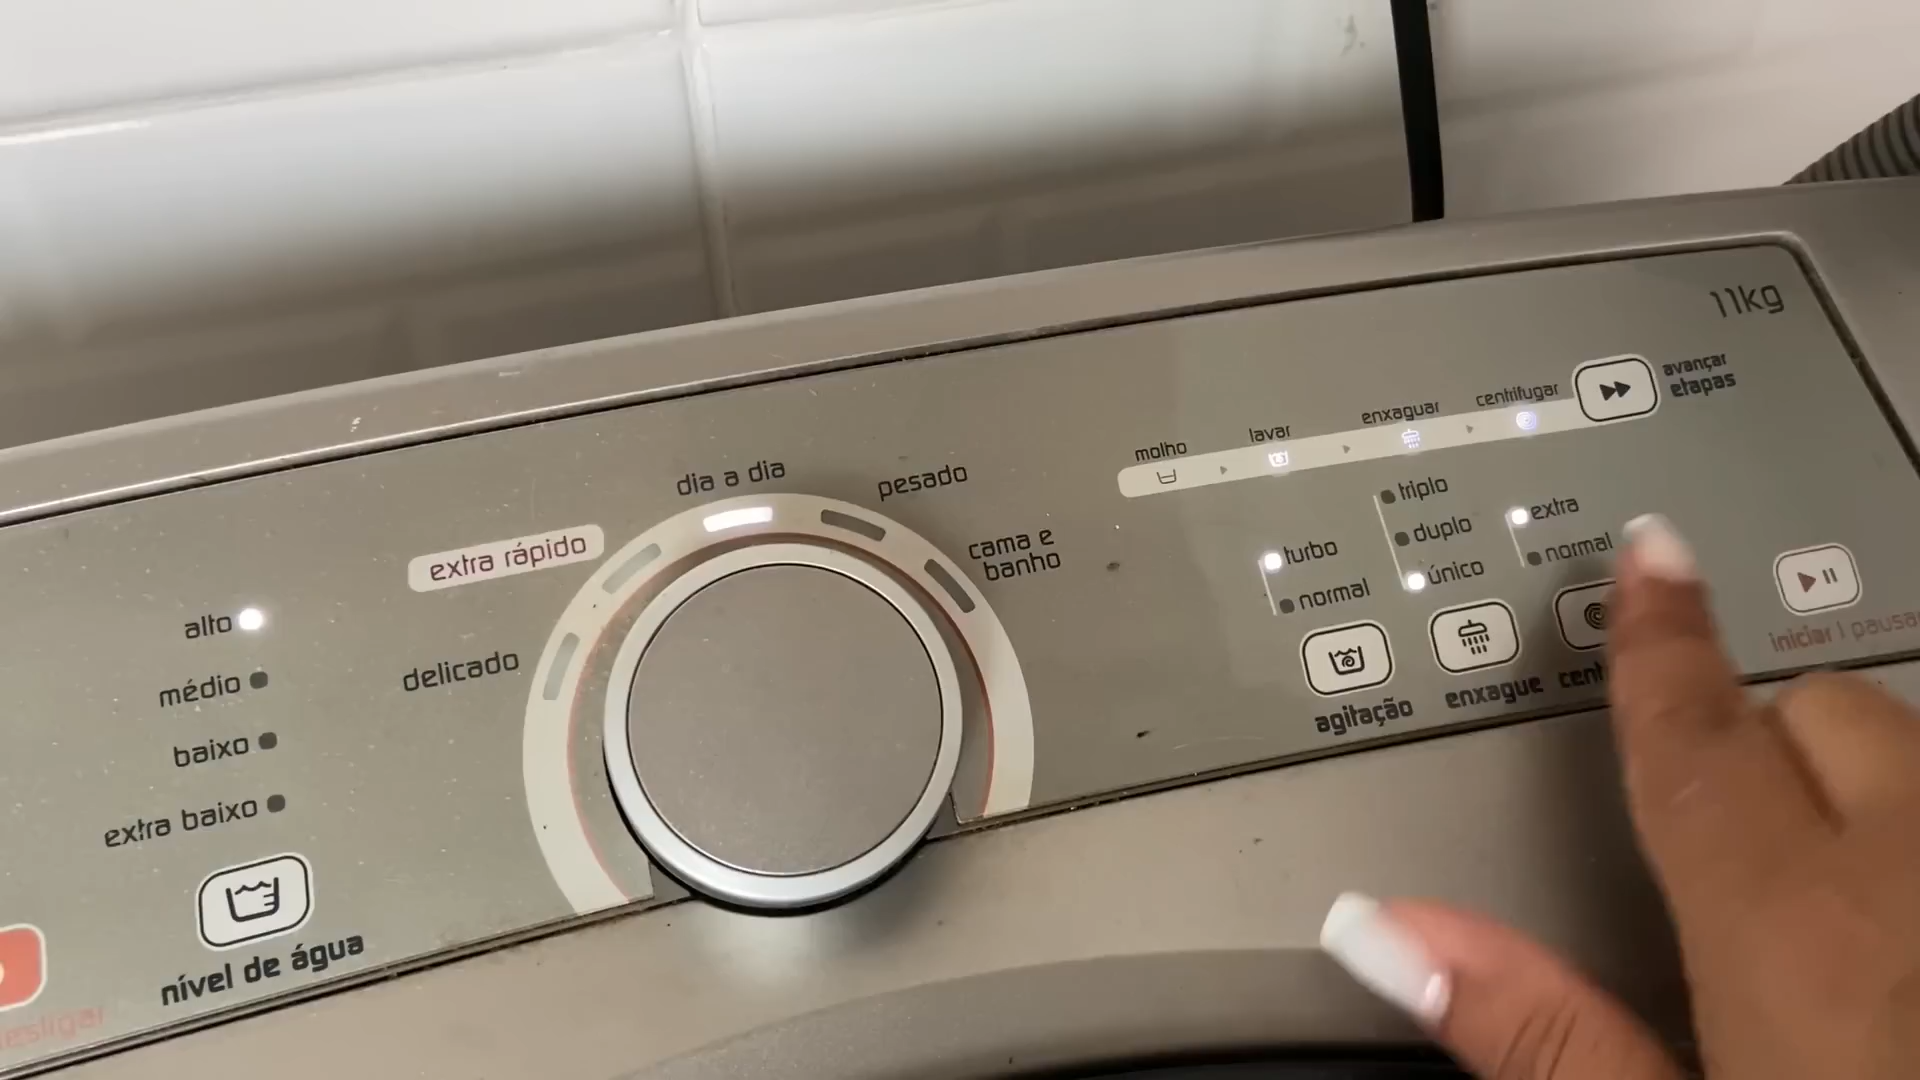 11kg
avançar
etapas
centrifugar
enxaguar
lavar
molho
dia a dia
pesado
extra rápido
cama e
banho
delicado
alto
médio
baixo
extra baixo
nível de água
triplo
duplo
único
extra
normal
turbo
normal
agitação
enxague
iniciar | pausar